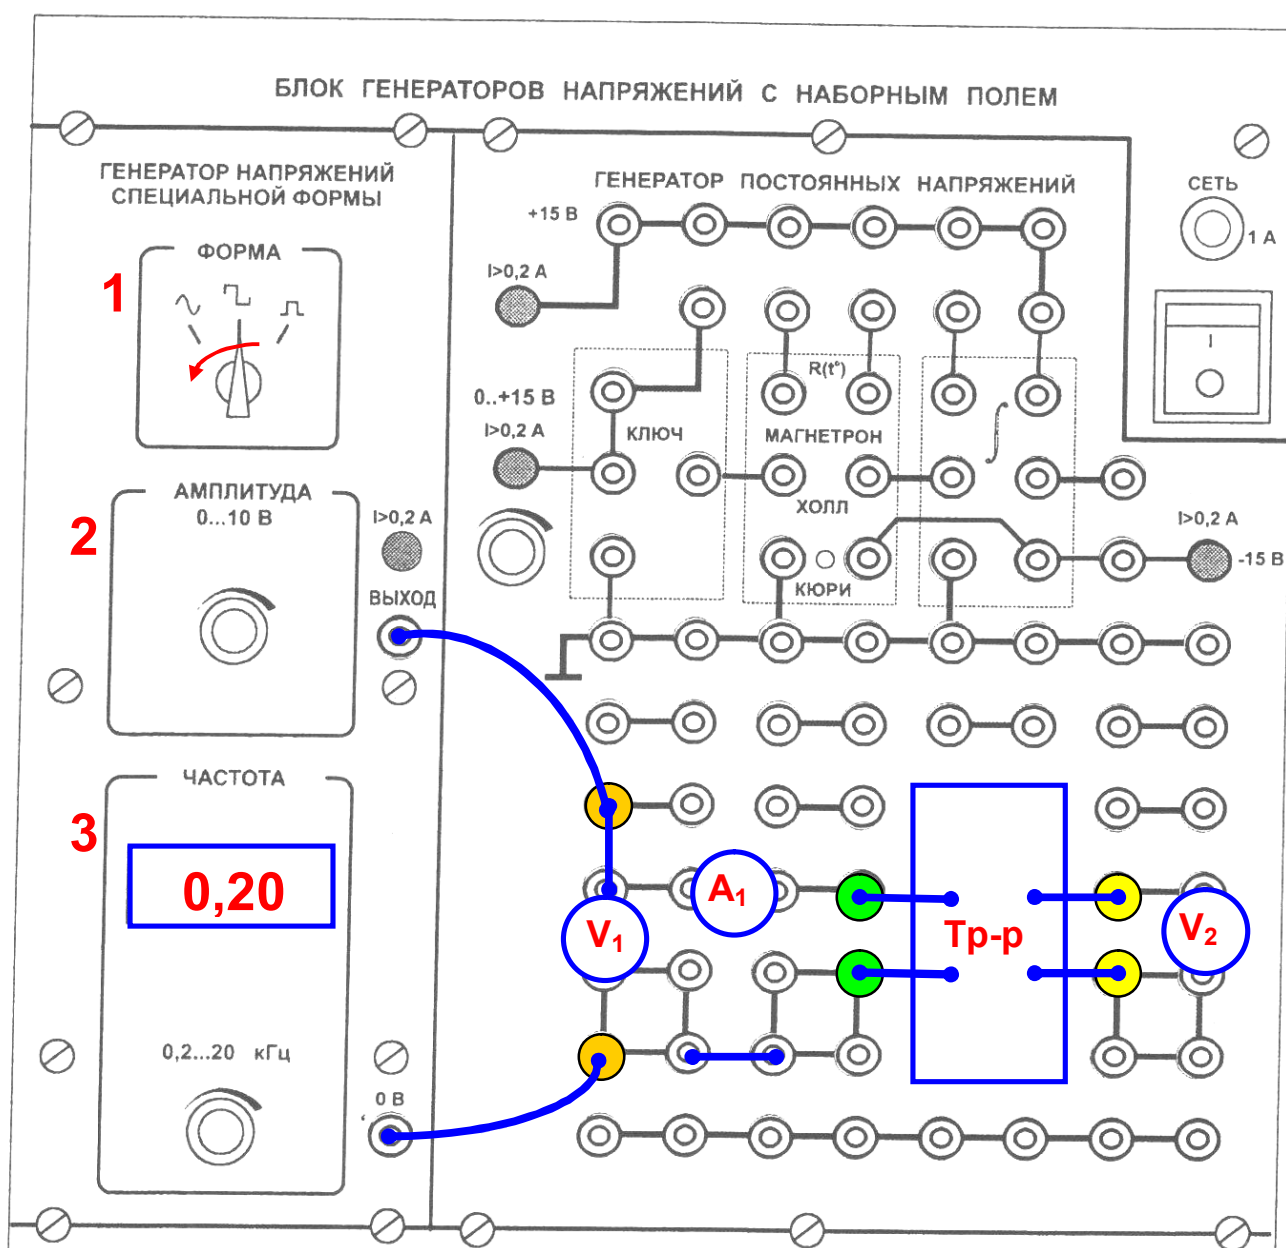 БЛОК ГЕНЕРАТОРОВ НАПРЯЖЕНИЙ С НАБОРНЫМ ПОЛЕМ
ГЕНЕРАТОР НАПРЯЖЕНИЙ
СПЕЦИАЛЬНОЙ ФОРМЫ
ФОРМА
1
АМПЛИТУДА
0...10 В
2
I>0,2 А
ВЫХОД
ЧАСТОТА
3
0,20
0,2...20 кГц
0 В
ГЕНЕРАТОР ПОСТОЯННЫХ НАПРЯЖЕНИЙ
+15 В
I>0,2 А
0..+15 В
I>0,2 А
КЛЮЧ
R(t°)
МАГНЕТРОН
ХОЛЛ
КЮРИ
∫
I>0,2 А
-15 В
СЕТЬ
1 А
I
V₁
A₁
Тр-р
V₂